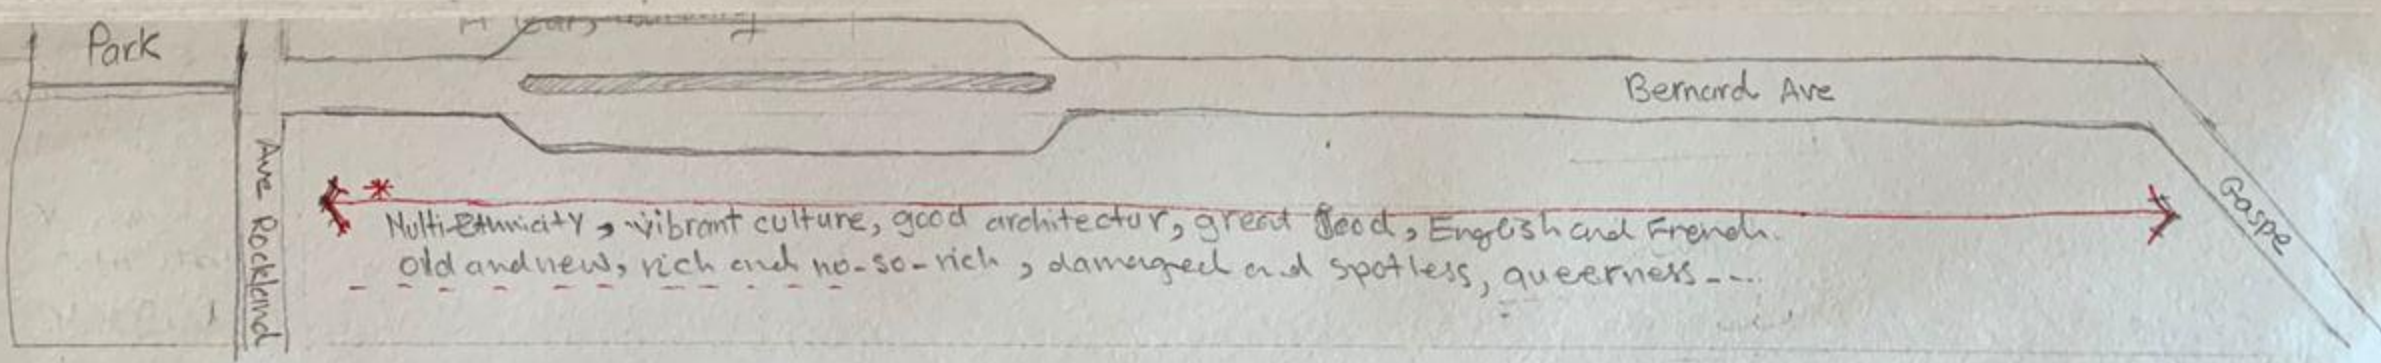 Park
Bernard Ave
Ave Rockland
Gaspe
* Multi-Ethnicity, vibrant culture, good architectur, great food, English and French.
old and new, rich and no-so-rich, damaged and spotless, queerness----